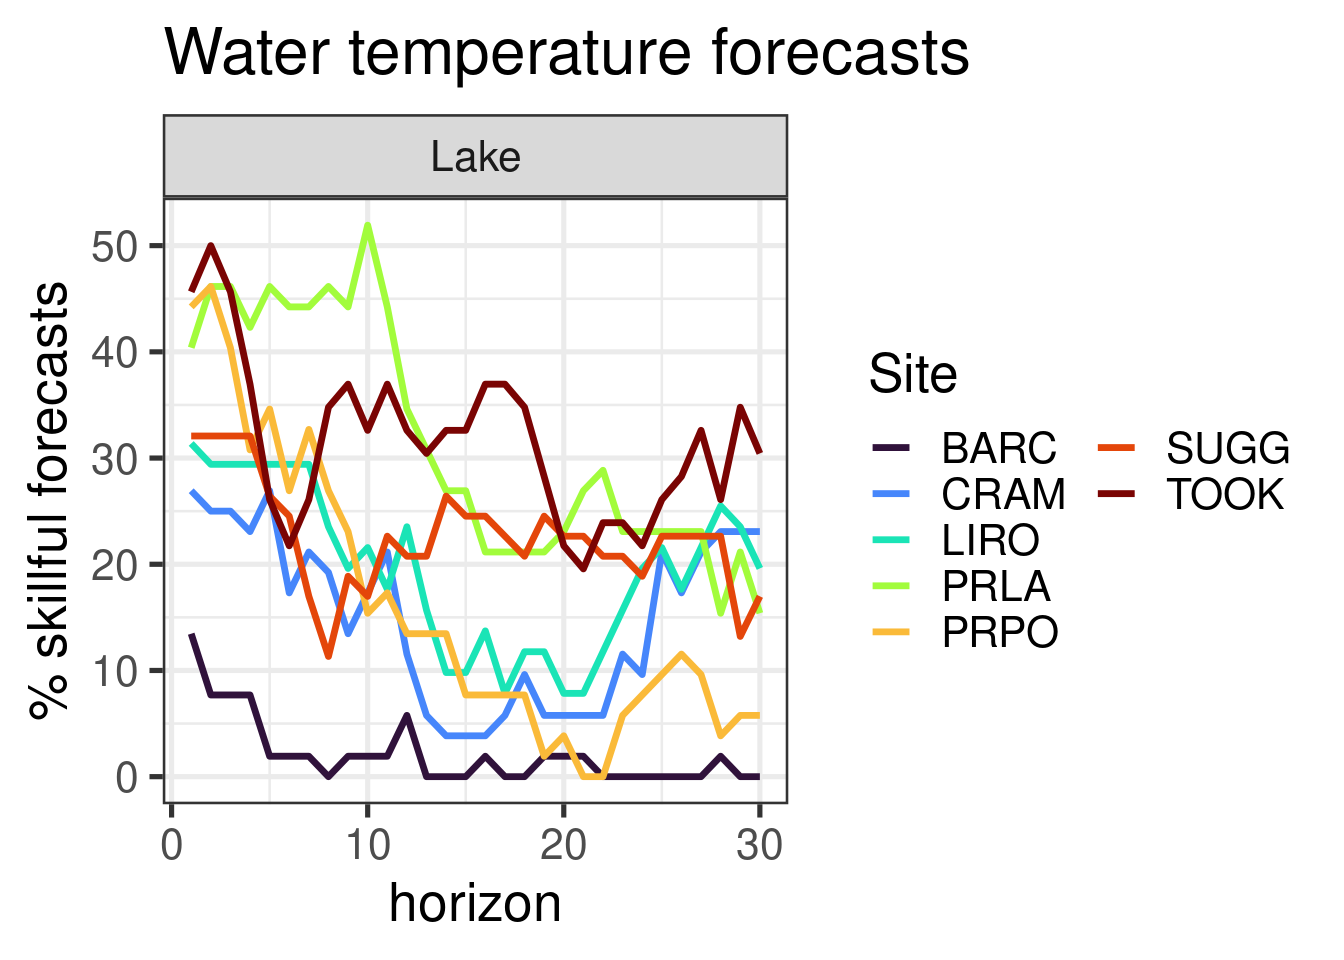 Water temperature forecasts
Lake
% skillful forecasts
50
40
30
20
10
0
0 10 20 30
horizon
Site
BARC SUGG
CRAM TOOK
LIRO
PRLA
PRPO